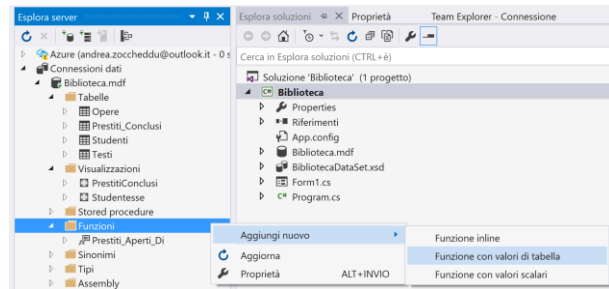 Esplora server
Azure (andrea.zoccheddu@outlook.it - 0 s
Connessioni dati
Biblioteca.mdf
Tabelle
Opere
Prestiti_Conclusi
Studenti
Testi
Visualizzazioni
PrestitiConclusi
Studentesse
Stored procedure
Funzioni
Prestiti_Aperti_Di
Sinonimi
Tipi
Assembly
Esplora soluzioni
Proprietà
Team Explorer - Connessione
Cerca in Esplora soluzioni (CTRL+è)
Soluzione 'Biblioteca' (1 progetto)
C# Biblioteca
Properties
Riferimenti
App.config
Biblioteca.mdf
BibliotecaDataSet.xsd
Form1.cs
C# Program.cs
Aggiungi nuovo
Aggiorna
Proprietà ALT+INVIO
Funzione inline
Funzione con valori di tabella
Funzione con valori scalari